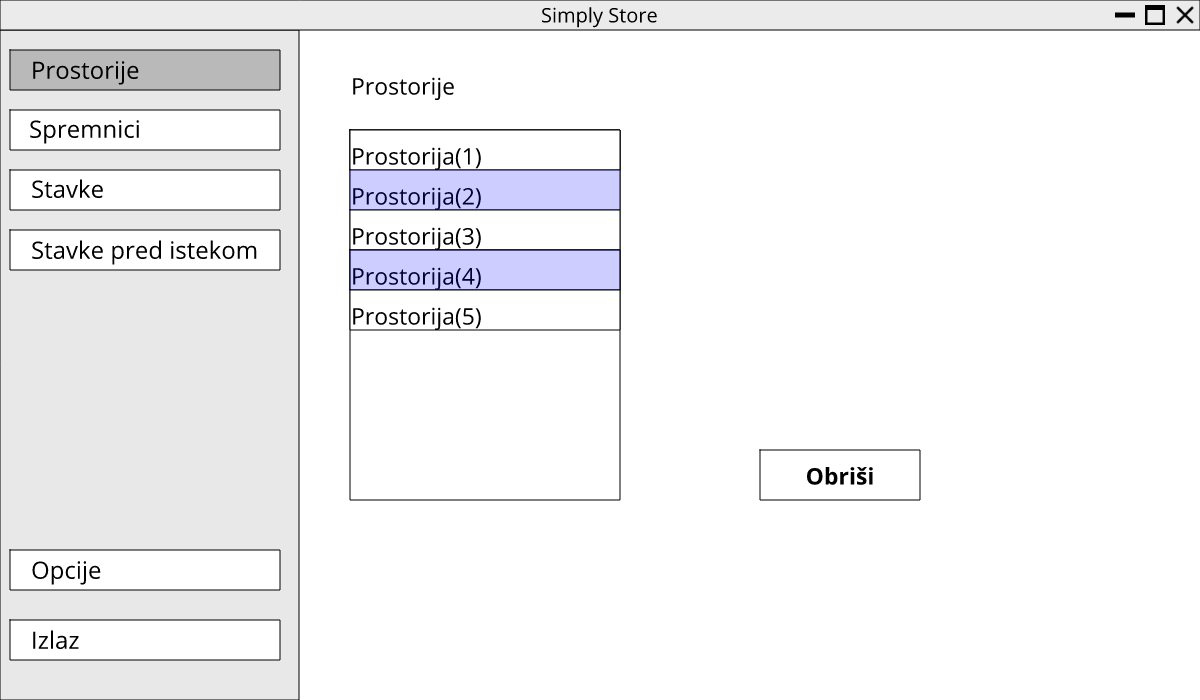 Simply Store
Prostorije
Spremnici
Stavke
Stavke pred istekom
Opcije
Izlaz
Prostorije
Prostorija(1)
Prostorija(2)
Prostorija(3)
Prostorija(4)
Prostorija(5)
Obriši